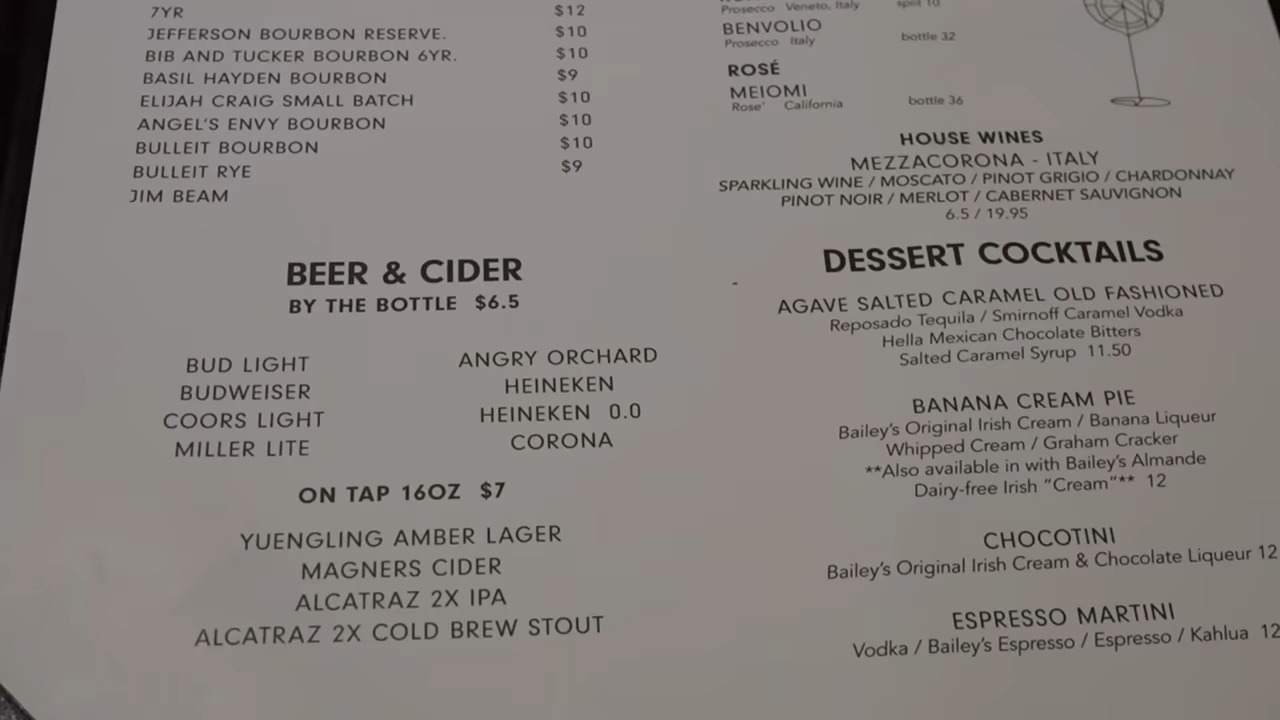 7YR $12
JEFFERSON BOURBON RESERVE. $10
BIB AND TUCKER BOURBON 6YR. $10
BASIL HAYDEN BOURBON $9
ELIJAH CRAIG SMALL BATCH $10
ANGEL'S ENVY BOURBON $10
BULLEIT BOURBON $10
BULLEIT RYE $9
JIM BEAM
BEER & CIDER
BY THE BOTTLE $6.5
BUD LIGHT
BUDWEISER
COORS LIGHT
MILLER LITE
ANGRY ORCHARD
HEINEKEN
HEINEKEN 0.0
CORONA
ON TAP 16OZ $7
YUENGLING AMBER LAGER
MAGNERS CIDER
ALCATRAZ 2X IPA
ALCATRAZ 2X COLD BREW STOUT
Prosecco Veneto, Italy split 10
BENVOLIO
Prosecco Italy bottle 32
ROSÉ
MEIOMI
Rose' California bottle 36
HOUSE WINES
MEZZACORONA - ITALY
SPARKLING WINE / MOSCATO / PINOT GRIGIO / CHARDONNAY
PINOT NOIR / MERLOT / CABERNET SAUVIGNON
6.5 / 19.95
DESSERT COCKTAILS
AGAVE SALTED CARAMEL OLD FASHIONED
Reposado Tequila / Smirnoff Caramel Vodka
Hella Mexican Chocolate Bitters
Salted Caramel Syrup 11.50
BANANA CREAM PIE
Bailey's Original Irish Cream / Banana Liqueur
Whipped Cream / Graham Cracker
**Also available in with Bailey's Almande
Dairy-free Irish "Cream"** 12
CHOCOTINI
Bailey's Original Irish Cream & Chocolate Liqueur 12
ESPRESSO MARTINI
Vodka / Bailey's Espresso / Espresso / Kahlua 12